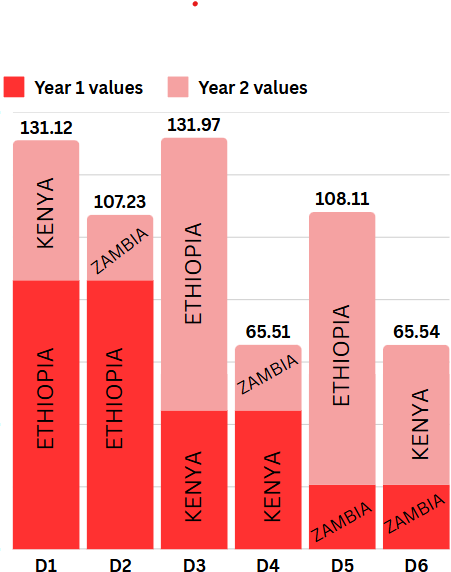 Year 1 values Year 2 values
131.12 107.23 131.97 65.51 108.11 65.54
KENYA ZAMBIA ETHIOPIA ZAMBIA ETHIOPIA KENYA
ETHIOPIA ETHIOPIA KENYA KENYA ZAMBIA ZAMBIA
D1 D2 D3 D4 D5 D6